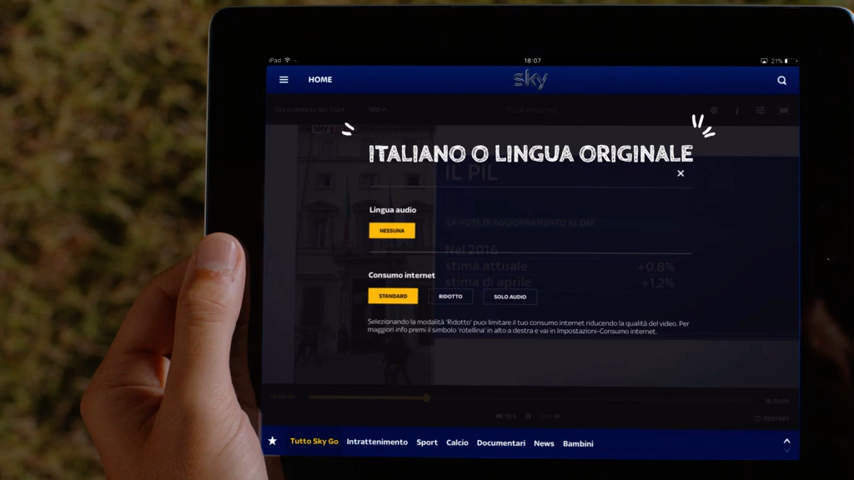 iPad
18:07
21%
HOME
sky
ITALIANO O LINGUA ORIGINALE
IL PIL
Lingua audio
LA NOTA DI AGGIORNAMENTO AL DEF
NESSUNA
Nel 2016
stima attuale +0,8%
stima di aprile +1,2%
Consumo internet
STANDARD RIDOTTO SOLO AUDIO
Selezionando la modalità 'Ridotto' puoi limitare il tuo consumo internet riducendo la qualità del video. Per
maggiori info premi il simbolo 'rotellina' in alto a destra e vai in Impostazioni-Consumo internet.
RESTART
Tutto Sky Go Intrattenimento Sport Calcio Documentari News Bambini